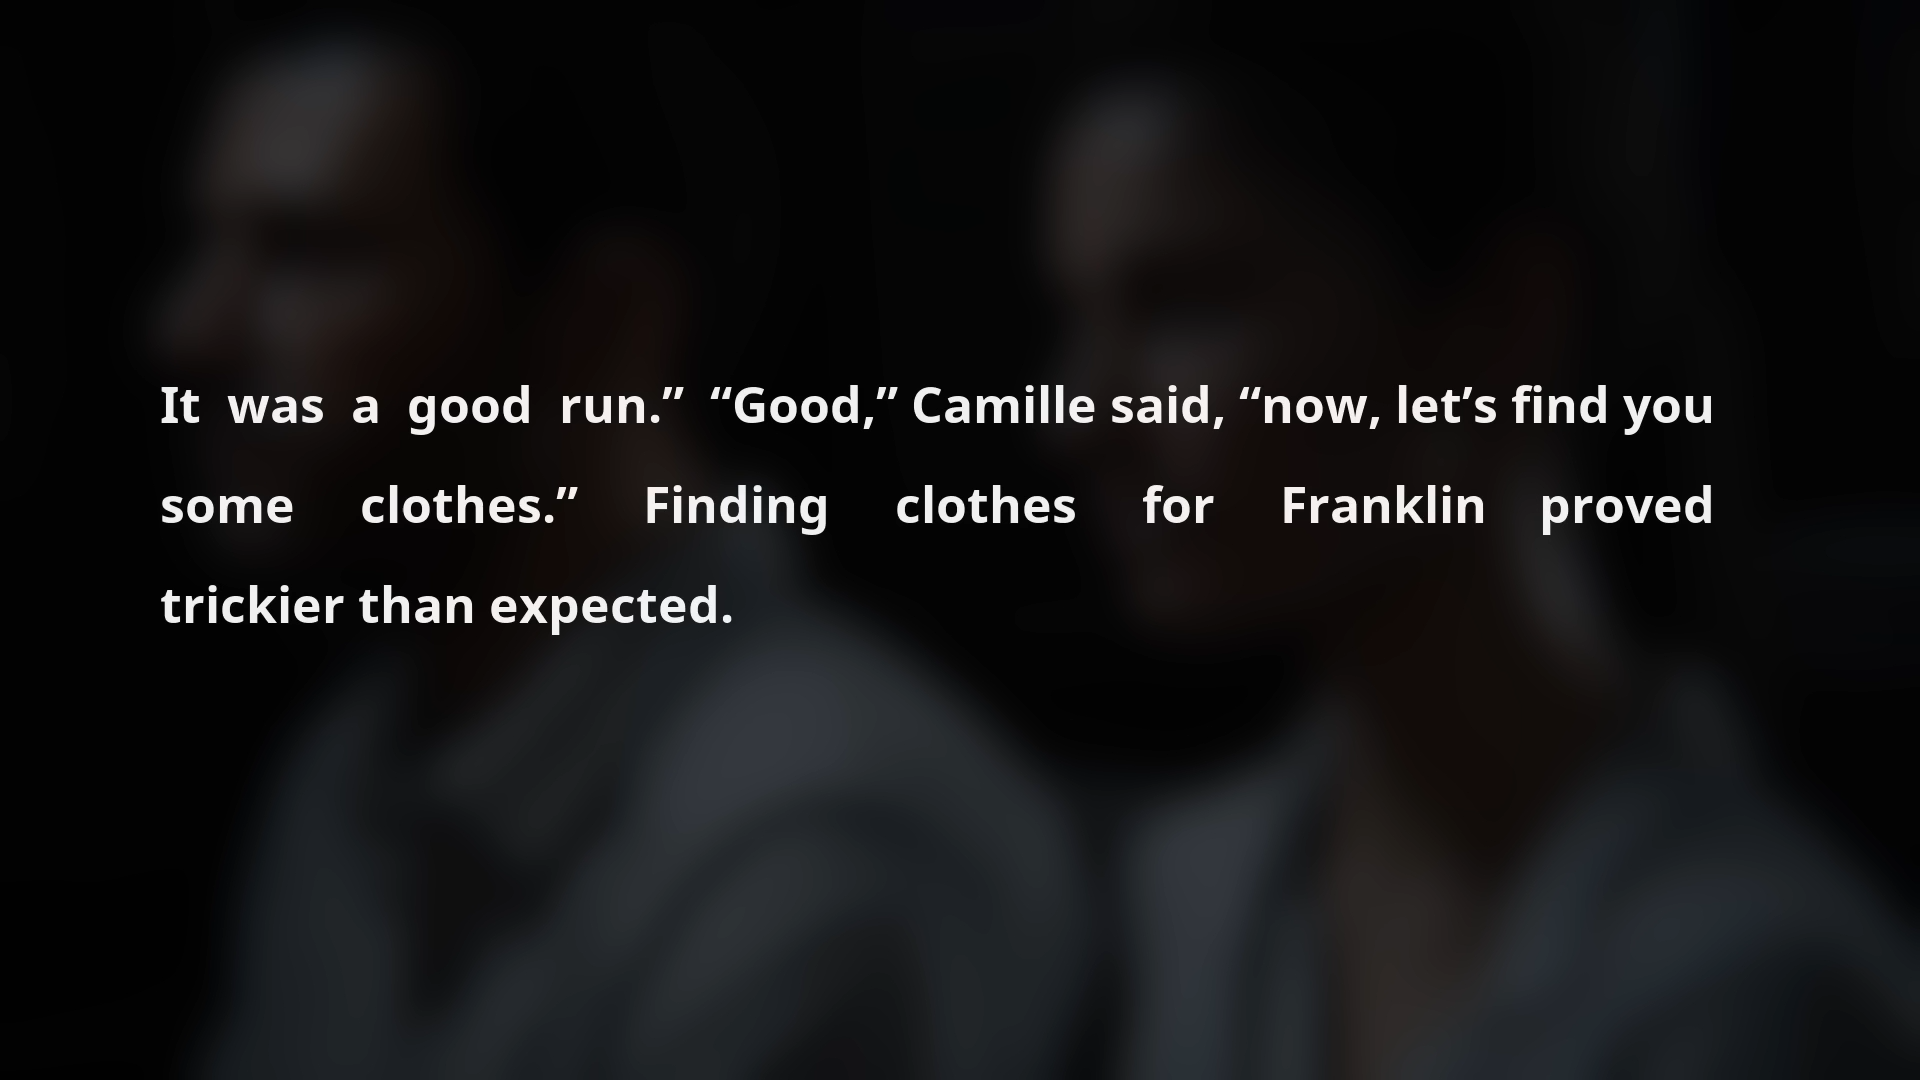 It was a good run.” “Good,” Camille said, “now, let’s find you
some clothes.” Finding clothes for Franklin proved
trickier than expected.